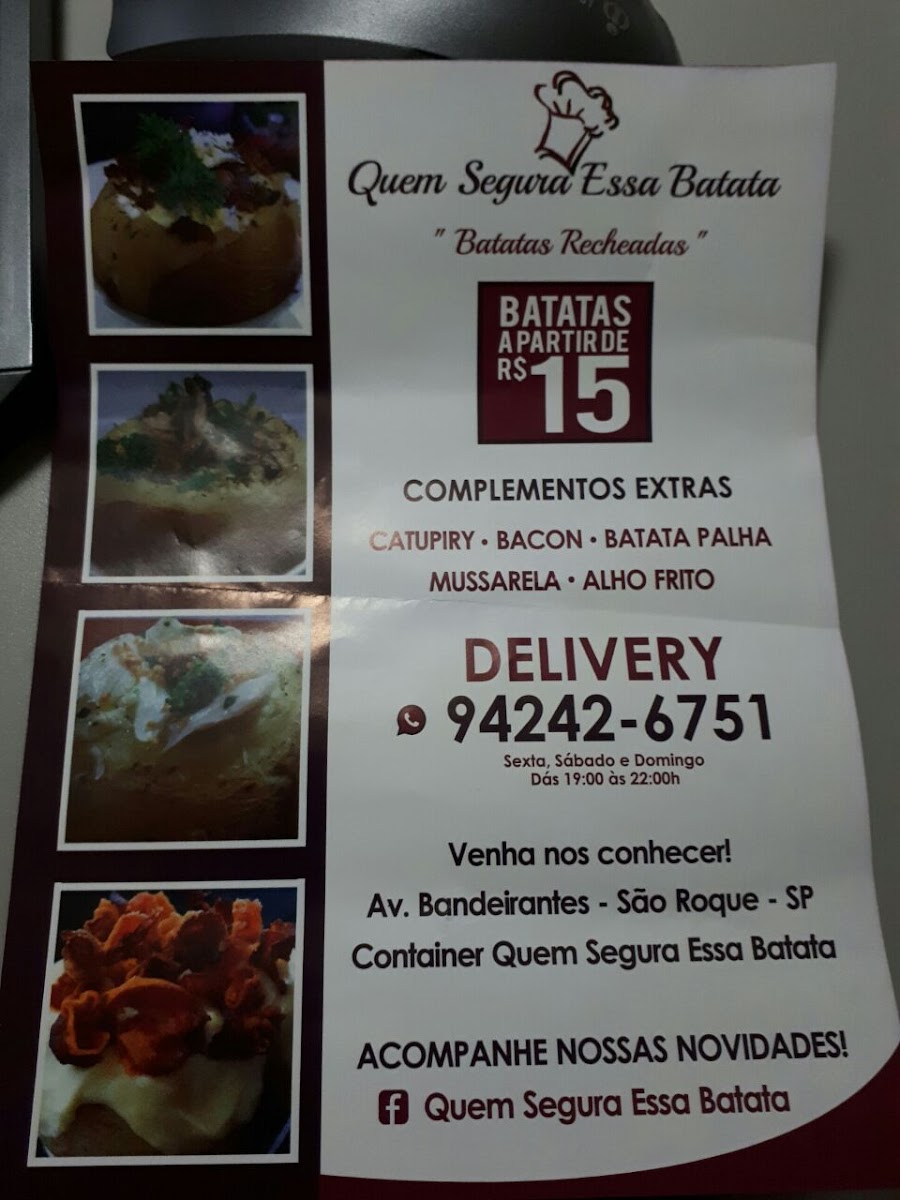 Quem Segura Essa Batata
" Batatas Recheadas "
BATATAS
A PARTIR DE
R$ 15
COMPLEMENTOS EXTRAS
CATUPIRY • BACON • BATATA PALHA
MUSSARELA • ALHO FRITO
DELIVERY
94242-6751
Sexta, Sábado e Domingo
Dás 19:00 às 22:00h
Venha nos conhecer!
Av. Bandeirantes - São Roque - SP
Container Quem Segura Essa Batata
ACOMPANHE NOSSAS NOVIDADES!
Quem Segura Essa Batata